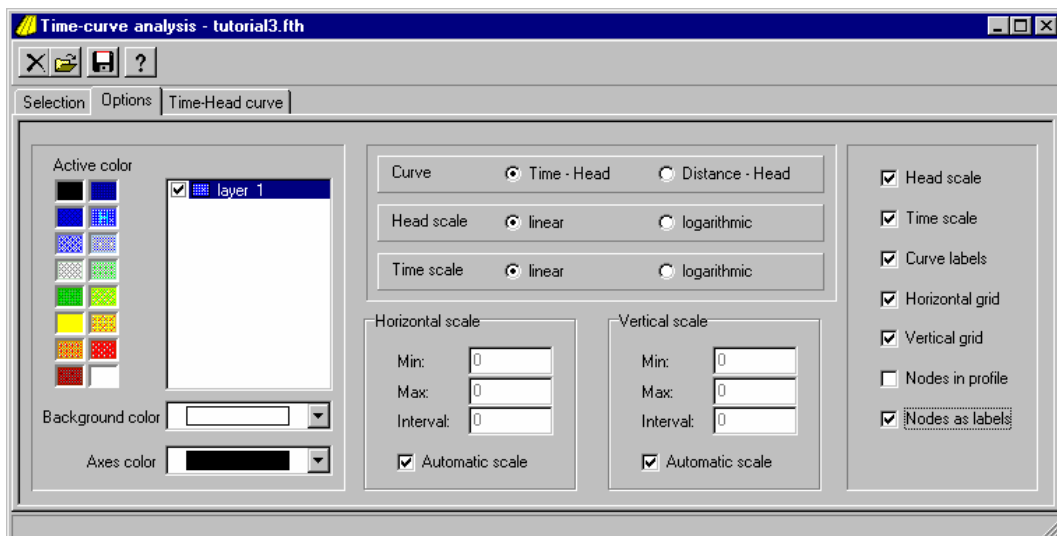 Time-curve analysis - tutorial3.fth
?
Selection Options Time-Head curve
Active color
layer 1
Background color
Axes color
Curve Time - Head Distance - Head
Head scale linear logarithmic
Time scale linear logarithmic
Horizontal scale
Min: 0
Max: 0
Interval: 0
Automatic scale
Vertical scale
Min: 0
Max: 0
Interval: 0
Automatic scale
Head scale
Time scale
Curve labels
Horizontal grid
Vertical grid
Nodes in profile
Nodes as labels